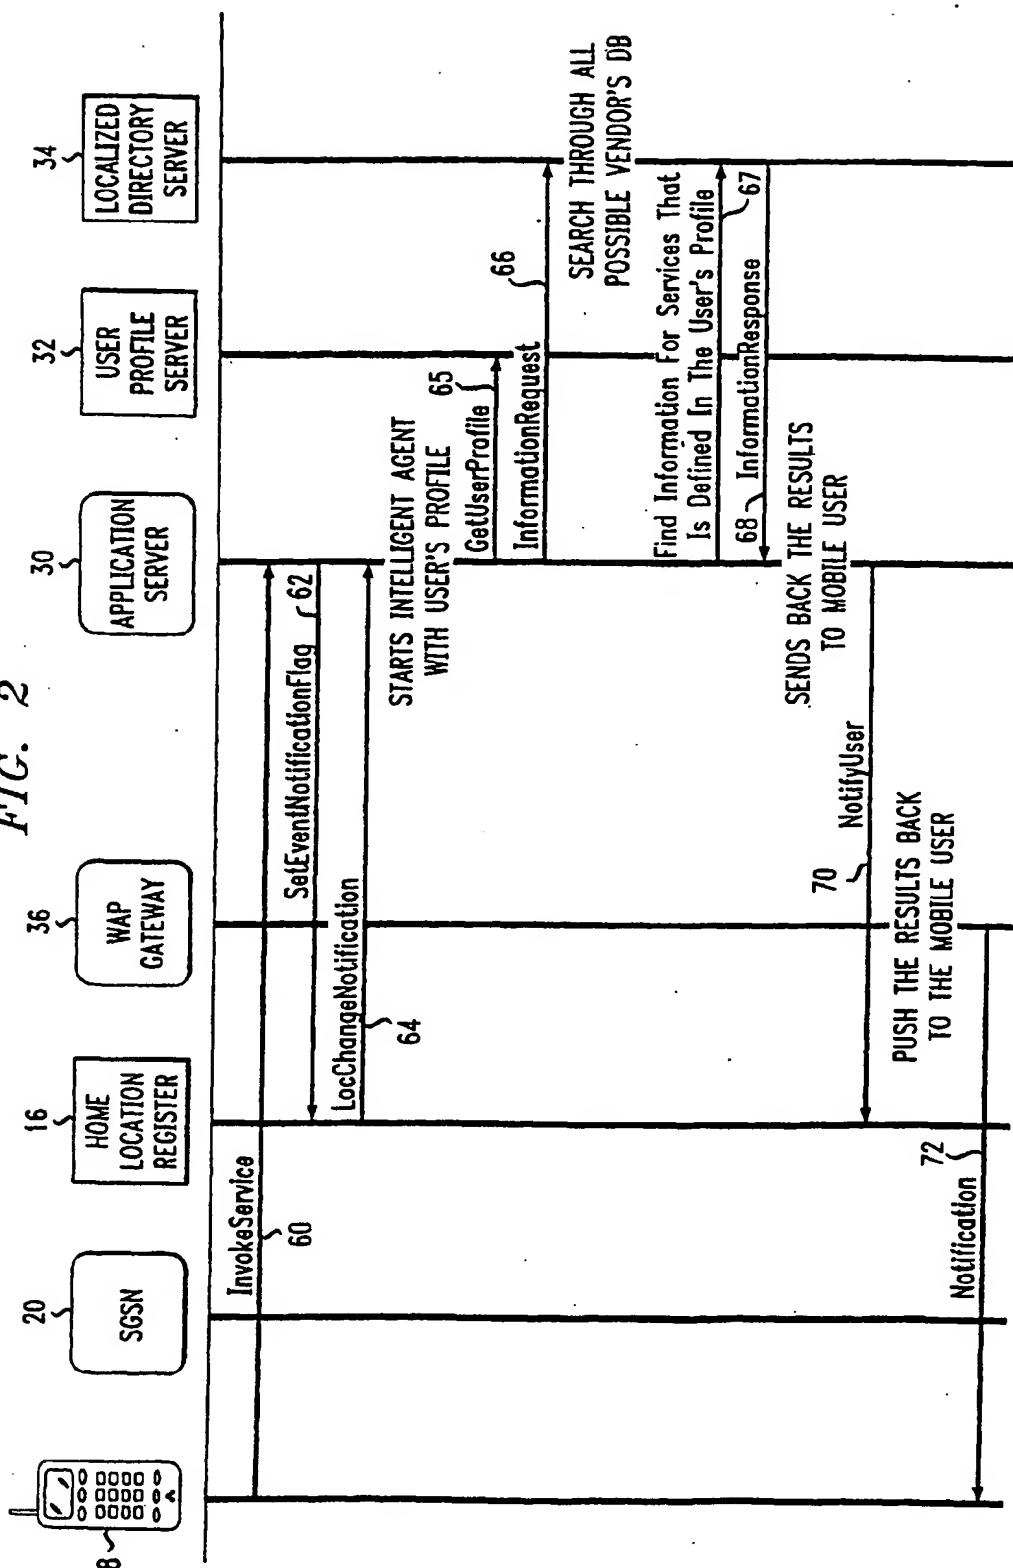 FIG. 2
8
20
SGSN
16
HOME
LOCATION
REGISTER
36
WAP
GATEWAY
30
APPLICATION
SERVER
32
USER
PROFILE
SERVER
34
LOCALIZED
DIRECTORY
SERVER
InvokeService
60
SetEventNotificationFlag
62
LocChangeNotification
64
STARTS INTELLIGENT AGENT
WITH USER'S PROFILE
GetUserProfile
65
InformationRequest
66
SEARCH THROUGH ALL
POSSIBLE VENDOR'S DB
Find Information For Services That
Is Defined In The User's Profile
67
68
InformationResponse
SENDS BACK THE RESULTS
TO MOBILE USER
70
NotifyUser
PUSH THE RESULTS BACK
TO THE MOBILE USER
Notification
72